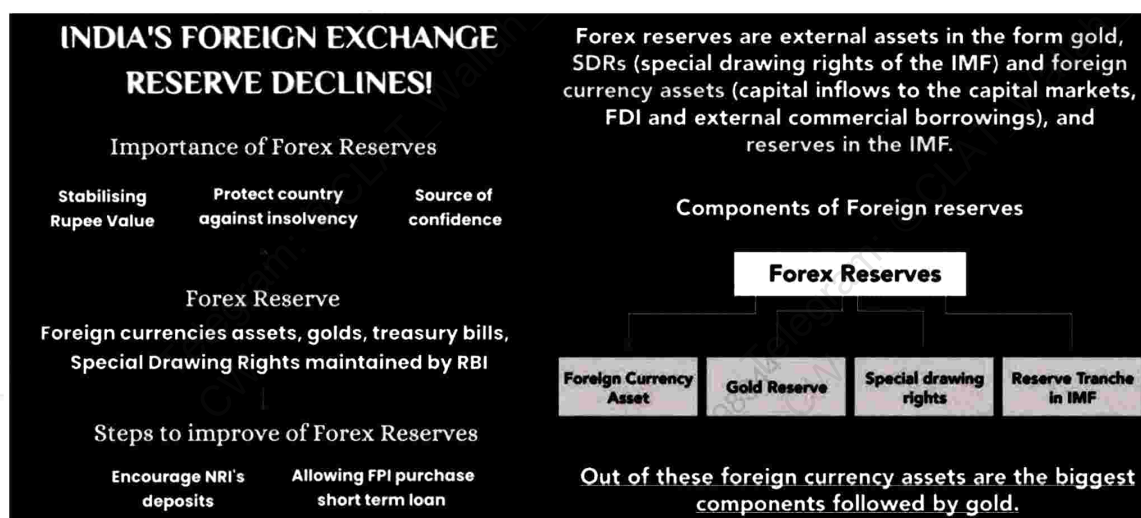 INDIA'S FOREIGN EXCHANGE
RESERVE DECLINES!
Importance of Forex Reserves
Stabilising
Rupee Value
Protect country
against insolvency
Source of
confidence
Forex Reserve
Foreign currencies assets, golds, treasury bills,
Special Drawing Rights maintained by RBI
Steps to improve of Forex Reserves
Encourage NRI's
deposits
Allowing FPI purchase
short term loan
Forex reserves are external assets in the form gold,
SDRs (special drawing rights of the IMF) and foreign
currency assets (capital inflows to the capital markets,
FDI and external commercial borrowings), and
reserves in the IMF.
Components of Foreign reserves
Forex Reserves
Foreign Currency
Asset
Gold Reserve
Special drawing
rights
Reserve Tranche
in IMF
Out of these foreign currency assets are the biggest
components followed by gold.